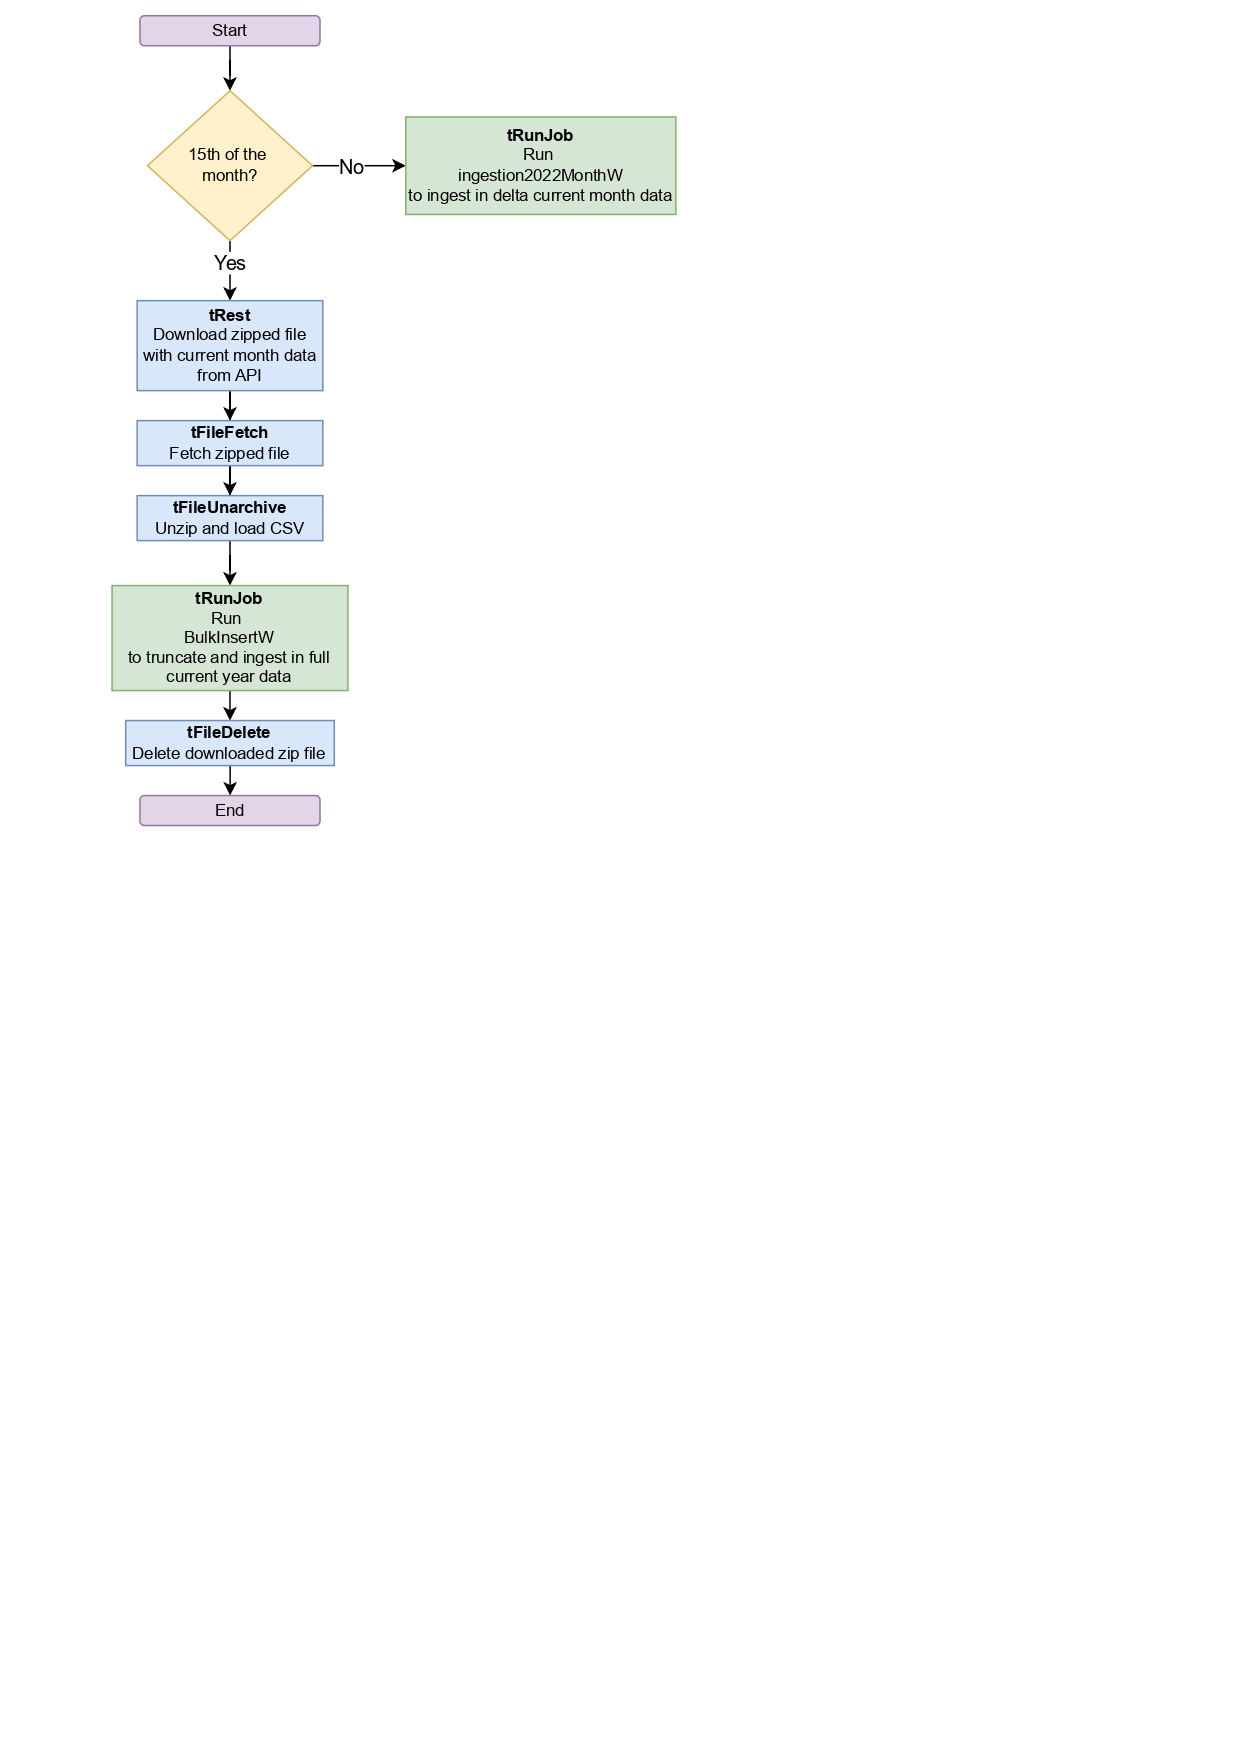 Start
15th of the
month?
No
tRunJob
Run
ingestion2022MonthW
to ingest in delta current month data
Yes
tRest
Download zipped file
with current month data
from API
tFileFetch
Fetch zipped file
tFileUnarchive
Unzip and load CSV
tRunJob
Run
BulkInsertW
to truncate and ingest in full
current year data
tFileDelete
Delete downloaded zip file
End